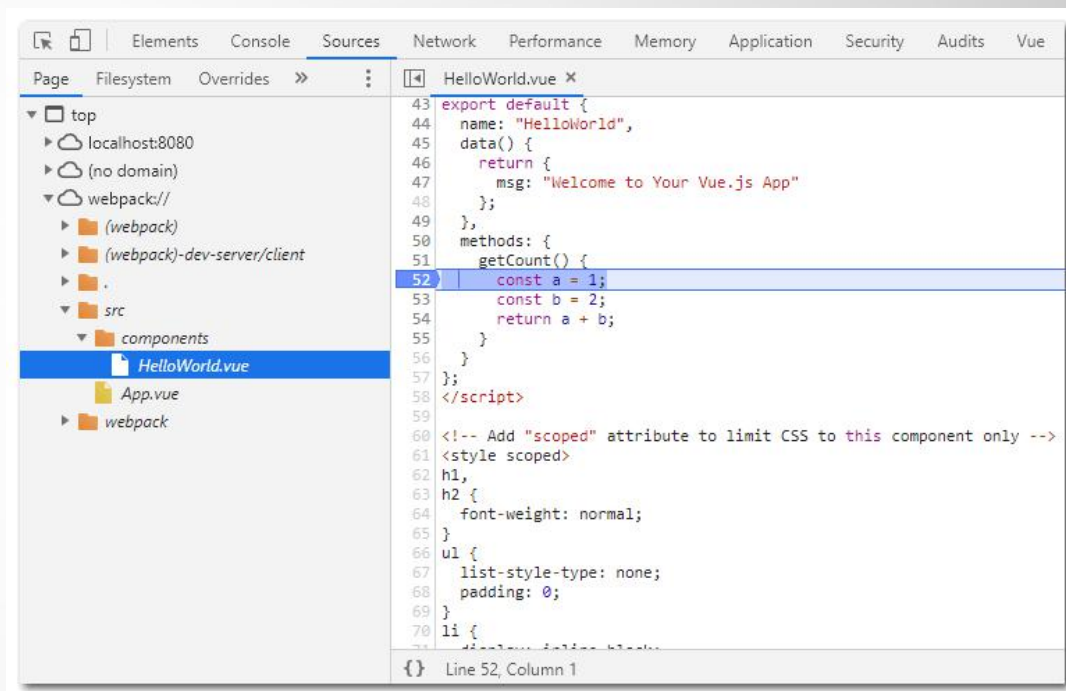 Elements Console Sources Network Performance Memory Application Security Audits Vue
Page Filesystem Overrides »
HelloWorld.vue ×
top
localhost:8080
(no domain)
webpack://
(webpack)
(webpack)-dev-server/client
.
src
components
HelloWorld.vue
App.vue
webpack
43 export default {
44 name: "HelloWorld",
45 data() {
46 return {
47 msg: "Welcome to Your Vue.js App"
48 };
49 },
50 methods: {
51 getCount() {
52 const a = 1;
53 const b = 2;
54 return a + b;
55 }
56 }
57 };
58 </script>
59
60 <!-- Add "scoped" attribute to limit CSS to this component only -->
61 <style scoped>
62 h1,
63 h2 {
64 font-weight: normal;
65 }
66 ul {
67 list-style-type: none;
68 padding: 0;
69 }
70 li {
{} Line 52, Column 1